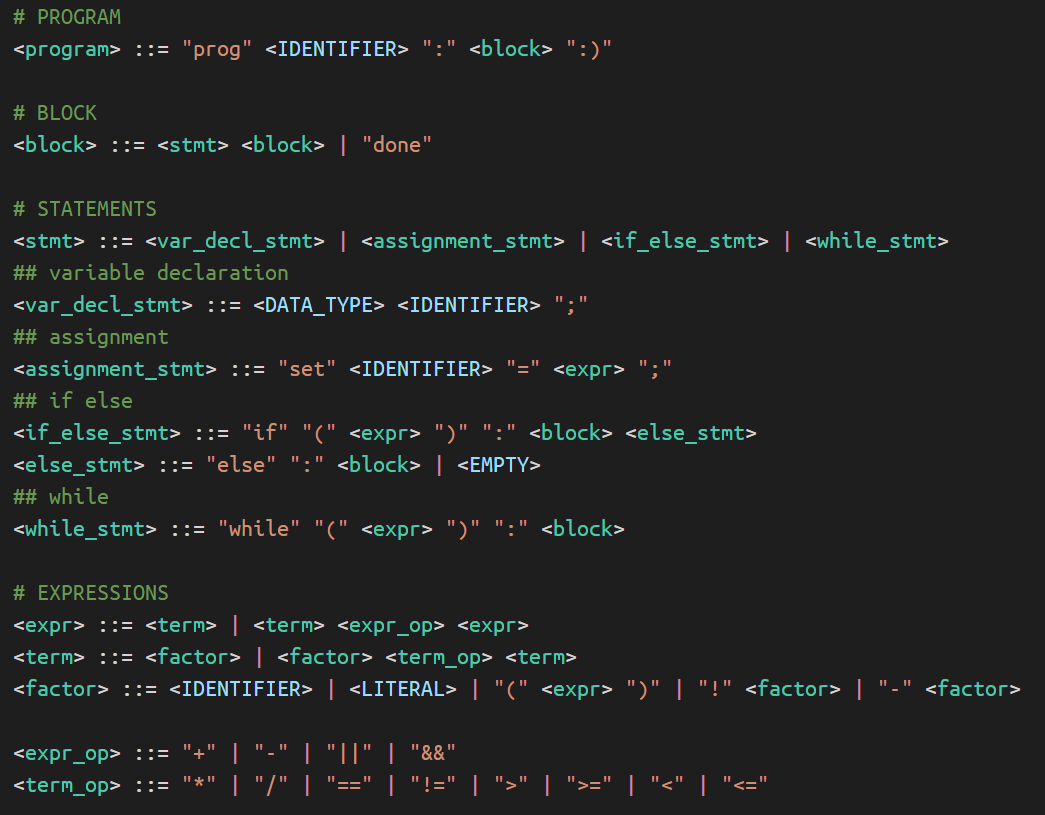 # PROGRAM
<program> ::= "prog" <IDENTIFIER> ":" <block> ":)"
# BLOCK
<block> ::= <stmt> <block> | "done"
# STATEMENTS
<stmt> ::= <var_decl_stmt> | <assignment_stmt> | <if_else_stmt> | <while_stmt>
## variable declaration
<var_decl_stmt> ::= <DATA_TYPE> <IDENTIFIER> ";"
## assignment
<assignment_stmt> ::= "set" <IDENTIFIER> "=" <expr> ";"
## if else
<if_else_stmt> ::= "if" "(" <expr> ")" ":" <block> <else_stmt>
<else_stmt> ::= "else" ":" <block> | <EMPTY>
## while
<while_stmt> ::= "while" "(" <expr> ")" ":" <block>
# EXPRESSIONS
<expr> ::= <term> | <term> <expr_op> <expr>
<term> ::= <factor> | <factor> <term_op> <term>
<factor> ::= <IDENTIFIER> | <LITERAL> | "(" <expr> ")" | "!" <factor> | "-" <factor>
<expr_op> ::= "+" | "-" | "||" | "&&"
<term_op> ::= "*" | "/" | "==" | "!=" | ">" | ">=" | "<" | "<="